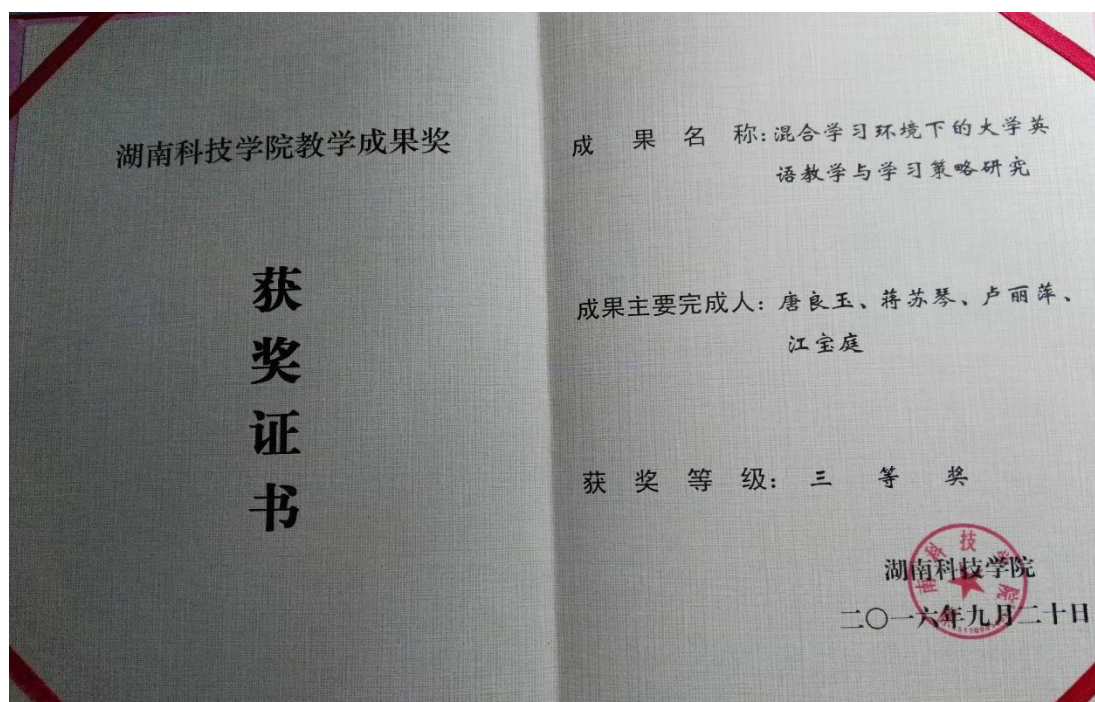 湖南科技学院教学成果奖
获奖证书
成果名称：混合学习环境下的大学英
语教学与学习策略研究
成果主要完成人：唐良玉、蒋苏琴、卢丽萍、
江宝庭
获奖等级：三等奖
湖南科技学院
二〇一六年九月二十日